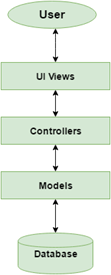 User
UI Views
Controllers
Models
Database